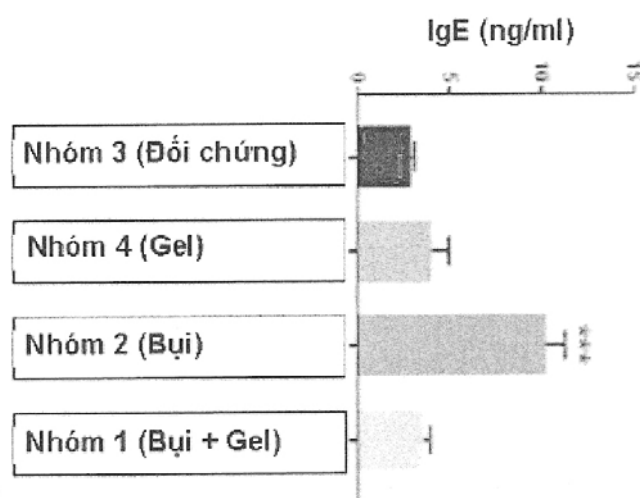 IgE (ng/ml)
0 5 10 15
Nhóm 3 (Đối chứng)
Nhóm 4 (Gel)
Nhóm 2 (Bụi)
***
Nhóm 1 (Bụi + Gel)